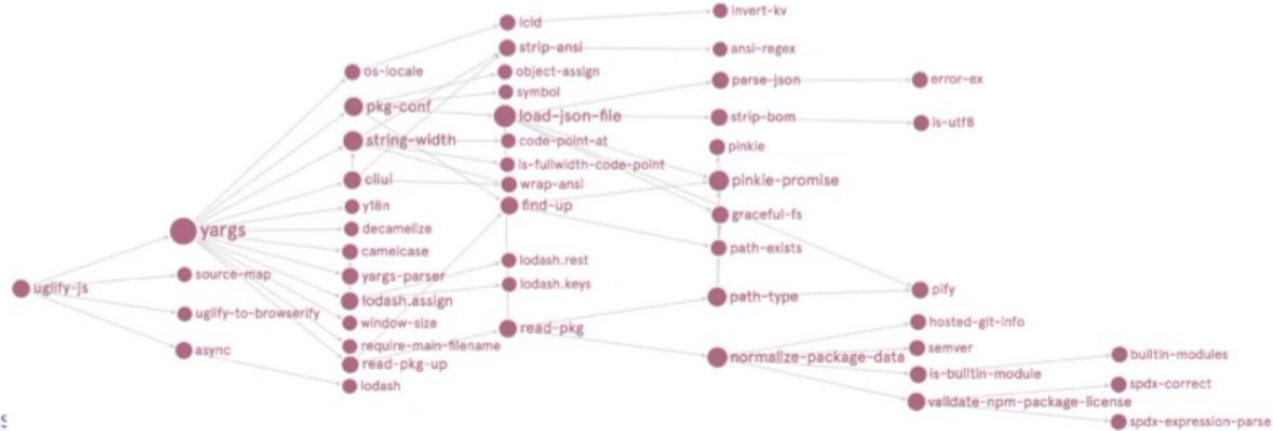 invert-kv
lcid
strip-ansi
ansi-regex
os-locale
object-assign
parse-json
error-ex
symbol
pkg-conf
load-json-file
strip-bom
is-utf8
string-width
code-point-at
pinkie
is-fullwidth-code-point
cliui
wrap-ansi
pinkie-promise
y18n
find-up
graceful-fs
yargs
decamelize
camelcase
path-exists
lodash.rest
source-map
yargs-parser
lodash.keys
uglify-js
pify
lodash.assign
path-type
uglify-to-browserify
window-size
hosted-git-info
read-pkg
require-main-filename
semver
async
normalize-package-data
builtin-modules
read-pkg-up
is-builtin-module
lodash
spdx-correct
validate-npm-package-license
s
spdx-expression-parse